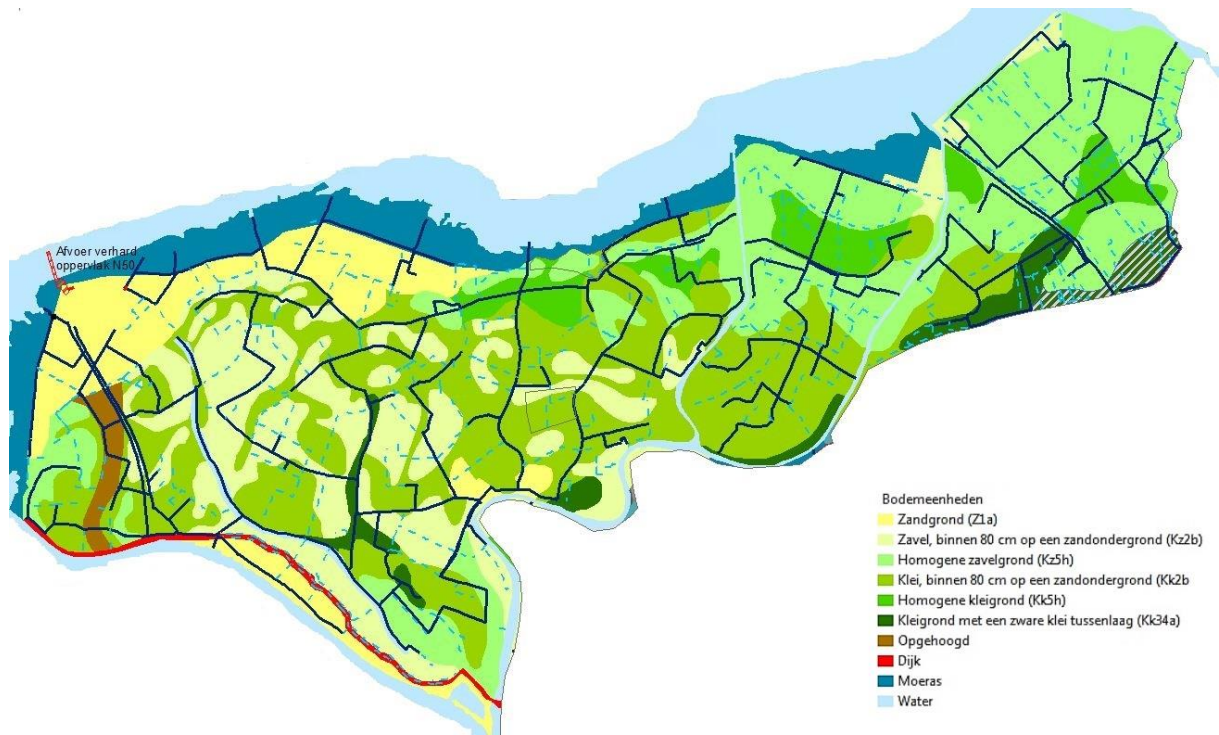 Afvoer verhard
oppervlak N50
Bodemeenheden
Zandgrond (Z1a)
Zavel, binnen 80 cm op een zandondergrond (Kz2b)
Homogene zavelgrond (Kz5h)
Klei, binnen 80 cm op een zandondergrond (Kk2b
Homogene kleigrond (Kk5h)
Kleigrond met een zware klei tussenlaag (Kk34a)
Opgehoogd
Dijk
Moeras
Water